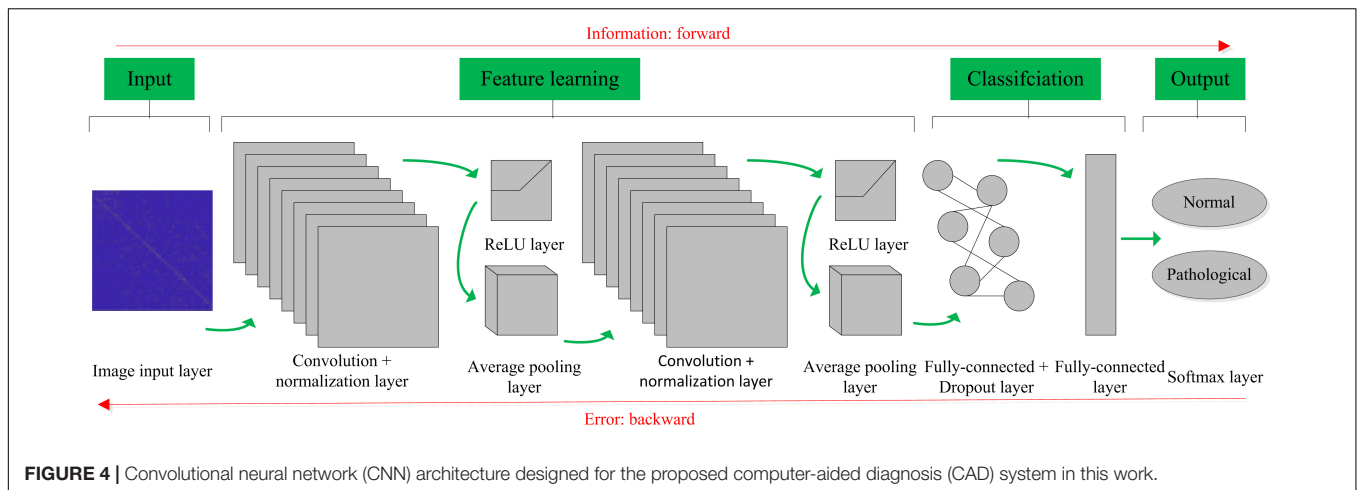 Information: forward
Input
Feature learning
Classifciation
Output
ReLU layer
ReLU layer
Normal
Pathological
Image input layer
Convolution +
normalization layer
Average pooling
layer
Convolution +
normalization layer
Average pooling
layer
Fully-connected +
Dropout layer
Fully-connected
layer
Softmax layer
Error: backward
FIGURE 4 | Convolutional neural network (CNN) architecture designed for the proposed computer-aided diagnosis (CAD) system in this work.